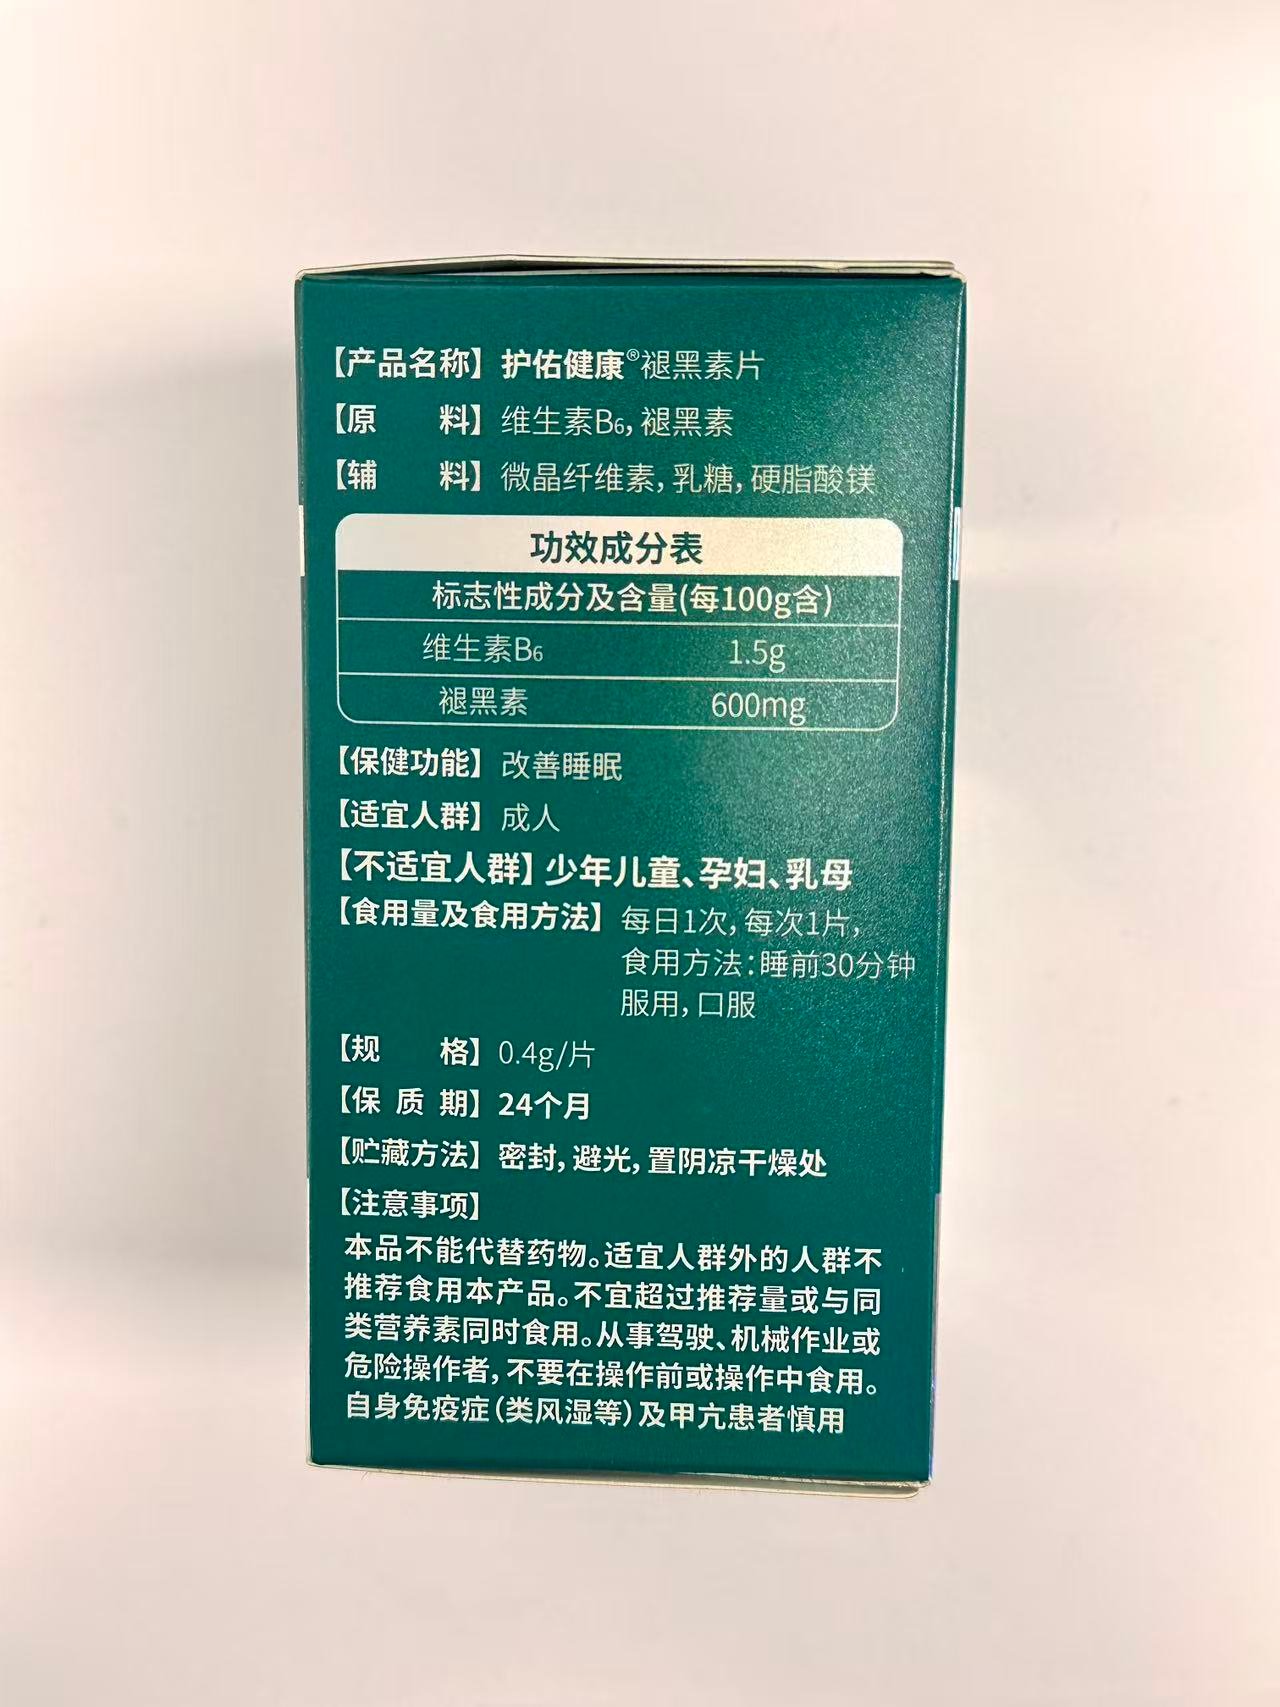 【产品名称】护佑健康®褪黑素片
【原 料】维生素B₆,褪黑素
【辅 料】微晶纤维素,乳糖,硬脂酸镁
功效成分表
标志性成分及含量(每100g含)
维生素B₆ 1.5g
褪黑素 600mg
【保健功能】改善睡眠
【适宜人群】成人
【不适宜人群】少年儿童、孕妇、乳母
【食用量及食用方法】每日1次,每次1片,
食用方法:睡前30分钟
服用,口服
【规 格】0.4g/片
【保 质 期】24个月
【贮藏方法】密封,避光,置阴凉干燥处
【注意事项】
本品不能代替药物。适宜人群外的人群不
推荐食用本产品。不宜超过推荐量或与同
类营养素同时食用。从事驾驶、机械作业或
危险操作者,不要在操作前或操作中食用。
自身免疫症(类风湿等)及甲亢患者慎用